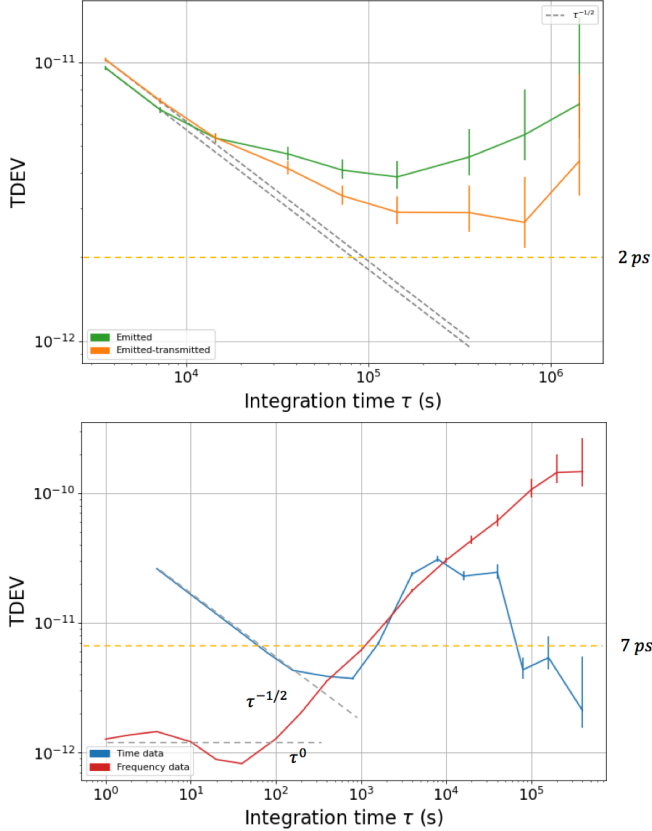 τ⁻¹ᐟ²
10⁻¹¹
TDEV
2 ps
10⁻¹²
Emitted
Emitted-transmitted
10⁴
10⁵
10⁶
Integration time τ (s)
10⁻¹⁰
TDEV
10⁻¹¹
7 ps
τ⁻¹/²
10⁻¹²
τ⁰
Time data
Frequency data
10⁰
10¹
10²
10³
10⁴
10⁵
Integration time τ (s)